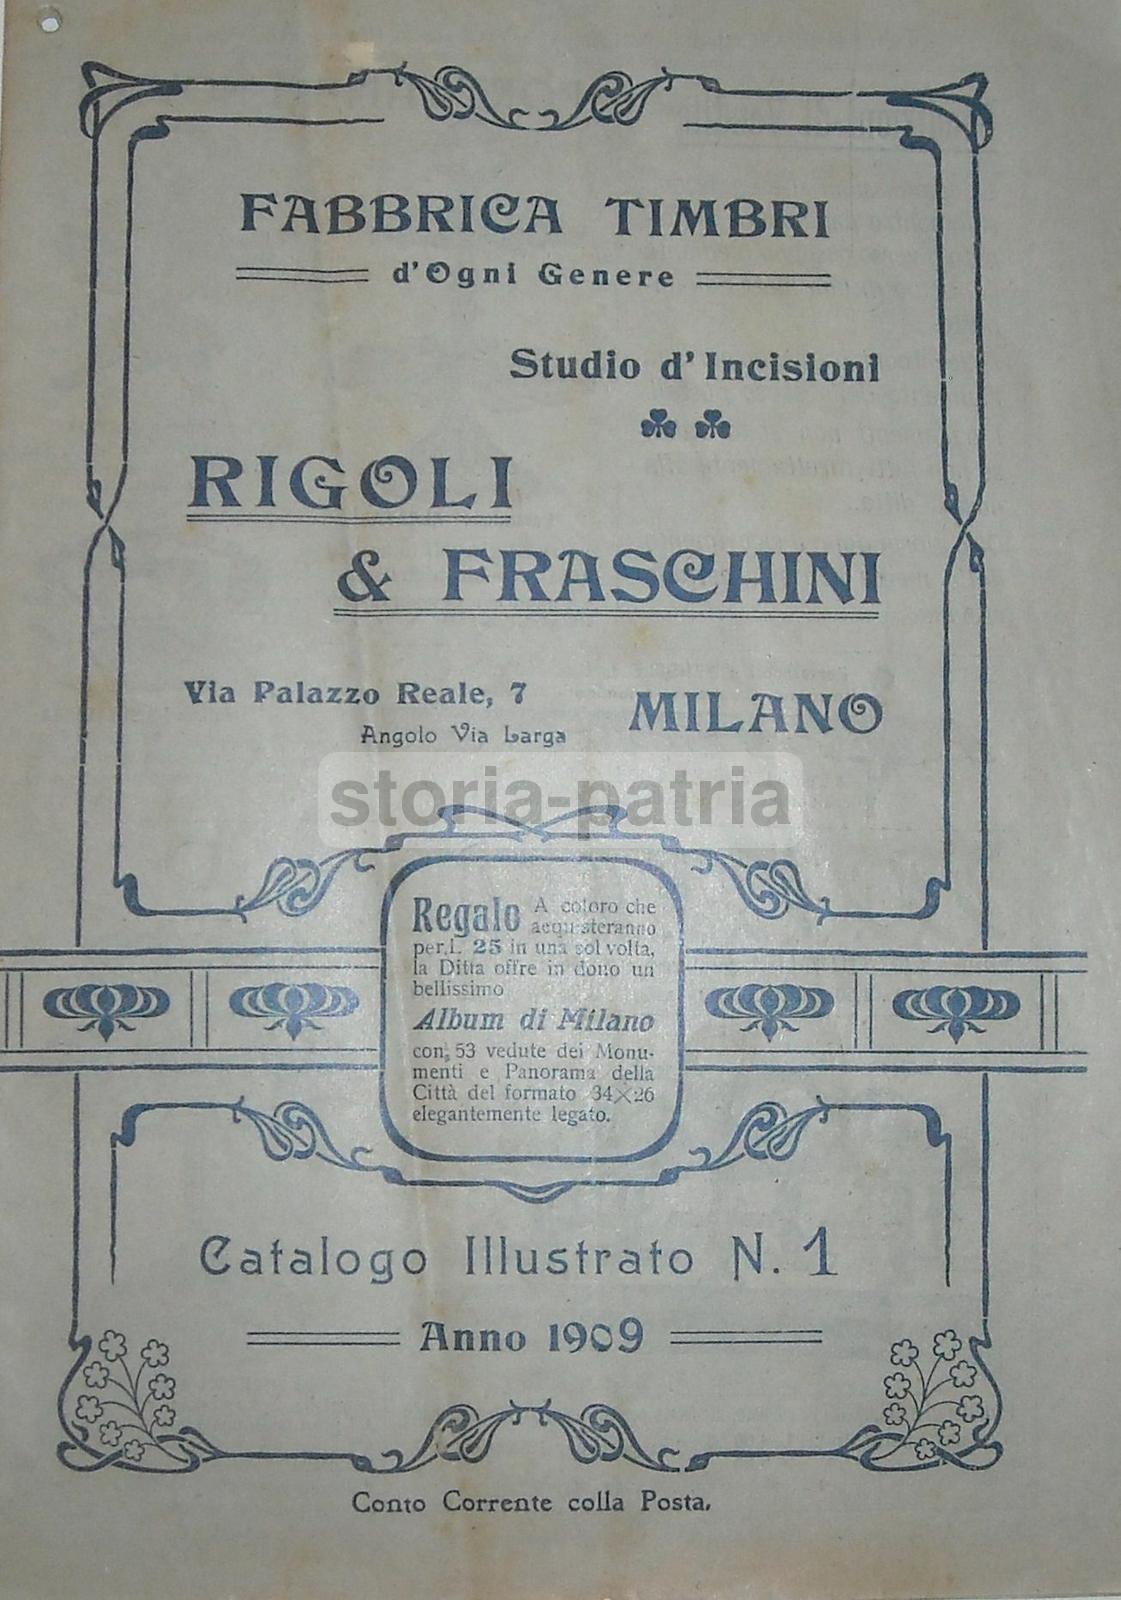 FABBRICA TIMBRI
d'Ogni Genere
Studio d'Incisioni
RIGOLI
& FRASCHINI
Via Palazzo Reale, 7
Angolo Via Larga
MILANO
storia-patria
Regalo A coloro che
acquisteranno
per L. 25 in una sol volta,
la Ditta offre in dono un
bellissimo
Album di Milano
con 53 vedute dei Monu-
menti e Panorama della
Città del formato 34×26
elegantemente legato.
Catalogo Illustrato N. 1
Anno 1909
Conto Corrente colla Posta.